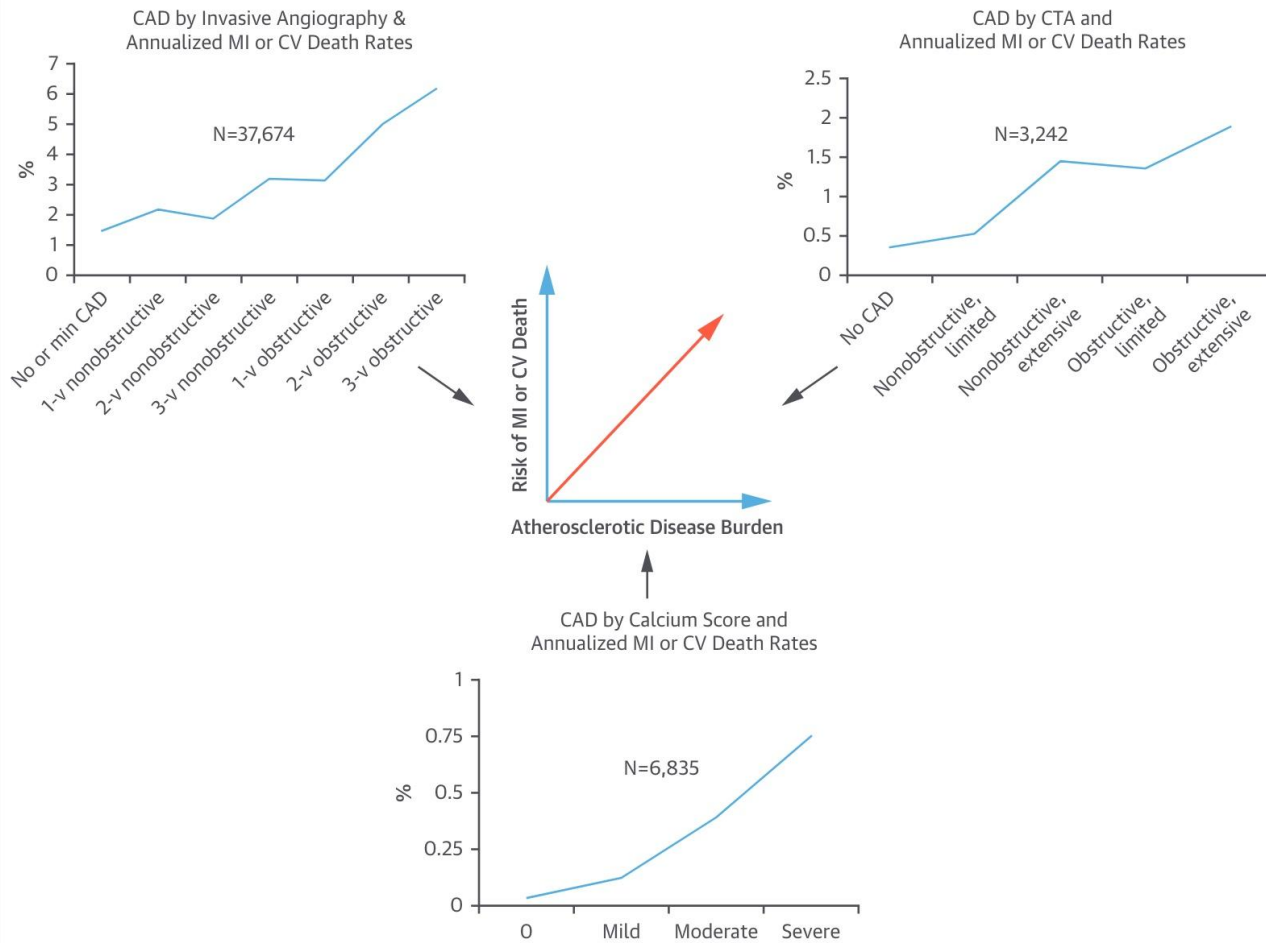 CAD by Invasive Angiography &
Annualized MI or CV Death Rates
7
6
5
4
3
2
1
0
%
N=37,674
No or min CAD
1-v nonobstructive
2-v nonobstructive
3-v nonobstructive
1-v obstructive
2-v obstructive
3-v obstructive
CAD by CTA and
Annualized MI or CV Death Rates
2.5
2
1.5
1
0.5
0
%
N=3,242
No CAD
Nonobstructive,
limited
Nonobstructive,
extensive
Obstructive,
limited
Obstructive,
extensive
Risk of MI or CV Death
Atherosclerotic Disease Burden
CAD by Calcium Score and
Annualized MI or CV Death Rates
1
0.75
0.5
0.25
0
%
N=6,835
0 Mild Moderate Severe